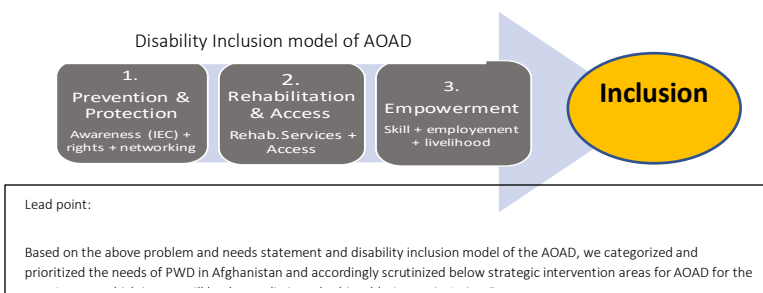 Disability Inclusion model of AOAD
1.
Prevention &
Protection
Awareness (IEC) +
rights + networking
2.
Rehabilitation
& Access
Rehab.Services +
Access
3.
Empowerment
Skill + employement
+ livelihood
Inclusion
Lead point:
Based on the above problem and needs statement and disability inclusion model of the AOAD, we categorized and
prioritized the needs of PWD in Afghanistan and accordingly scrutinized below strategic intervention areas for AOAD for the